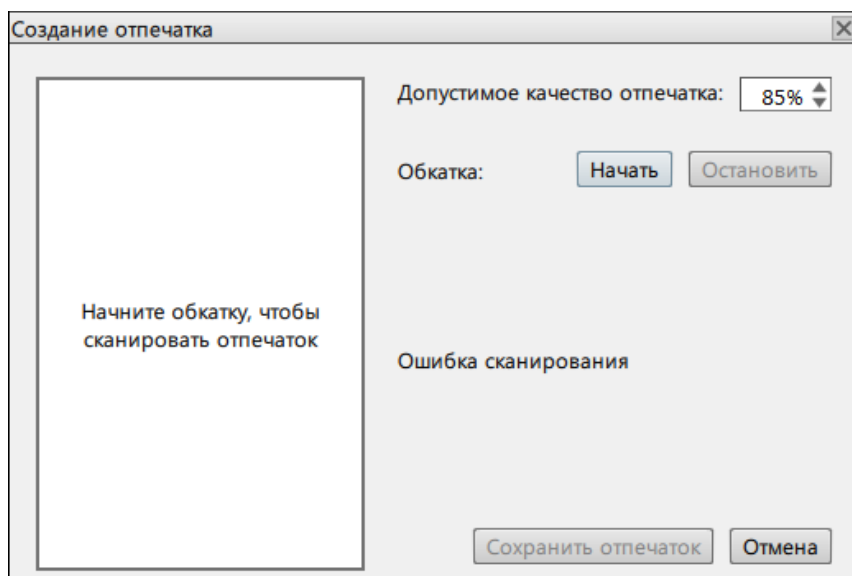 Создание отпечатка
Допустимое качество отпечатка: 85%
Обкатка: Начать Остановить
Начните обкатку, чтобы
сканировать отпечаток
Ошибка сканирования
Сохранить отпечаток Отмена